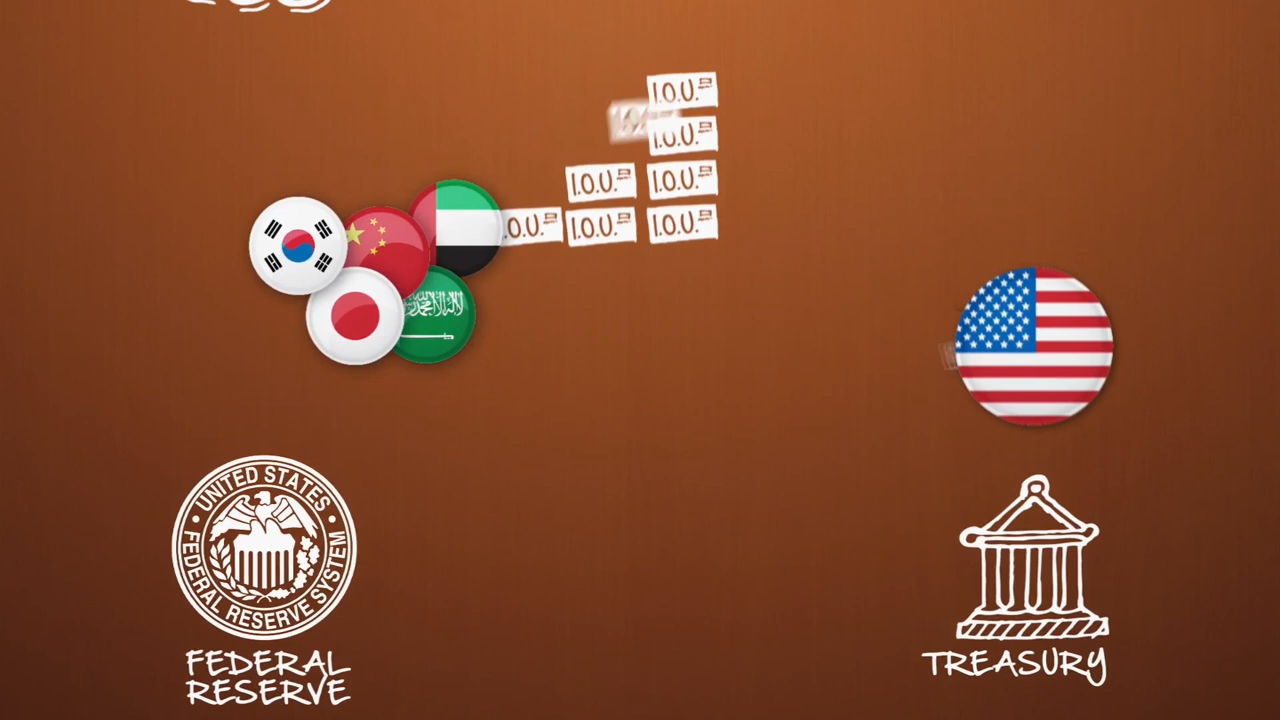 I.O.U.
I.O.U.
I.O.U. I.O.U.
I.O.U. I.O.U.
UNITED STATES
FEDERAL RESERVE SYSTEM
FEDERAL
RESERVE
TREASURY